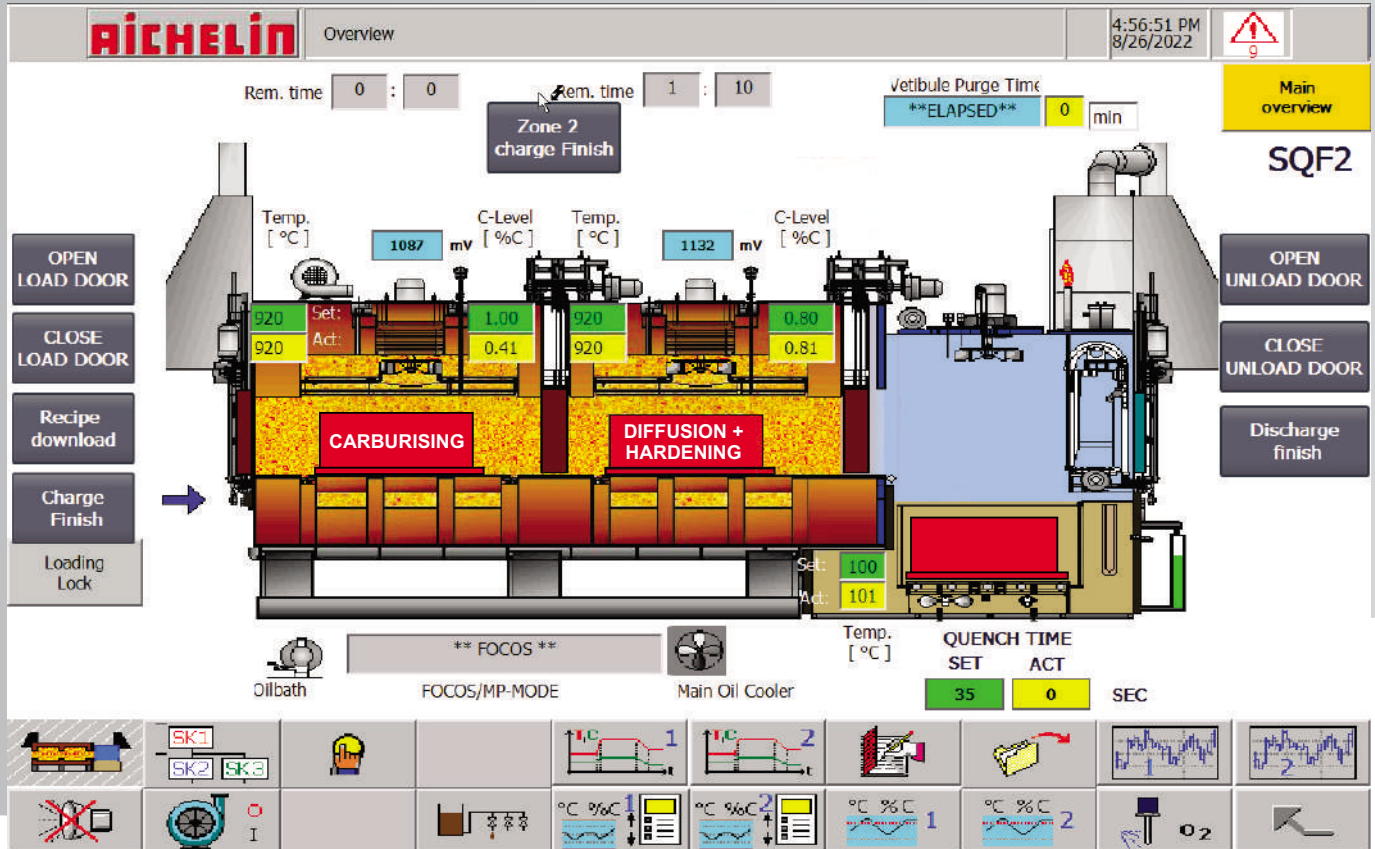 AICHELIN
Overview
4:56:51 PM
8/26/2022
9
Rem. time 0 : 0
Rem. time 1 : 10
Vetibule Purge Time
**ELAPSED** 0 min
Main
overview
Zone 2
charge Finish
SQF2
Temp.
[ °C ]
1087 mV
C-Level
[ %C ]
Temp.
[ °C ]
1132 mV
C-Level
[ %C ]
OPEN
LOAD DOOR
CLOSE
LOAD DOOR
Recipe
download
Charge
Finish
Loading
Lock
OPEN
UNLOAD DOOR
CLOSE
UNLOAD DOOR
Discharge
finish
920 Set: 1.00 920 0.80
920 Act: 0.41 920 0.81
CARBURISING
DIFFUSION +
HARDENING
Set: 100
Act: 101
Temp.
[ °C ]
QUENCH TIME
SET ACT
35 0 SEC
** FOCOS **
Oilbath
FOCOS/MP-MODE
Main Oil Cooler
SK1
SK2 SK3
T,C 1
t
T,C 2
t
1
2
O
I
°C %C 1
°C %C 2
°C %C 1
°C %C 2
O2